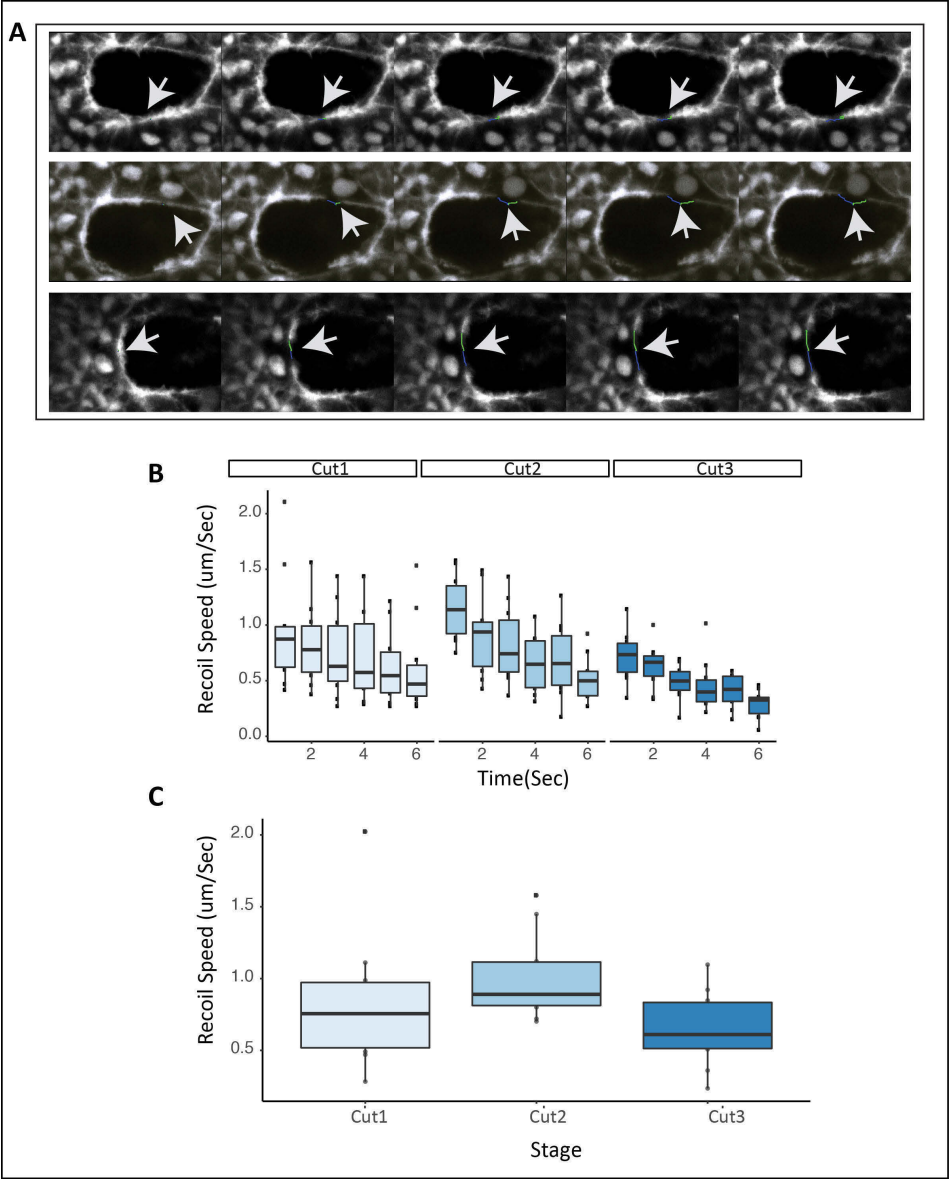 A
B
Cut1 Cut2 Cut3
Recoil Speed (um/Sec)
2.0
1.5
1.0
0.5
0.0
2 4 6 2 4 6 2 4 6
Time(Sec)
C
Recoil Speed (um/Sec)
2.0
1.5
1.0
0.5
Cut1 Cut2 Cut3
Stage